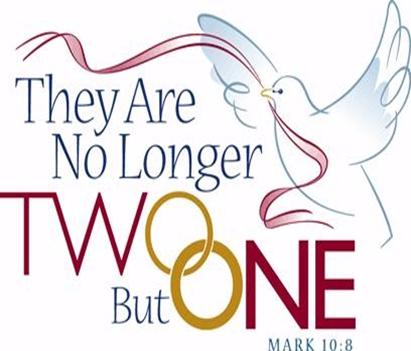 They Are
No Longer
TWO
But ONE
MARK 10:8